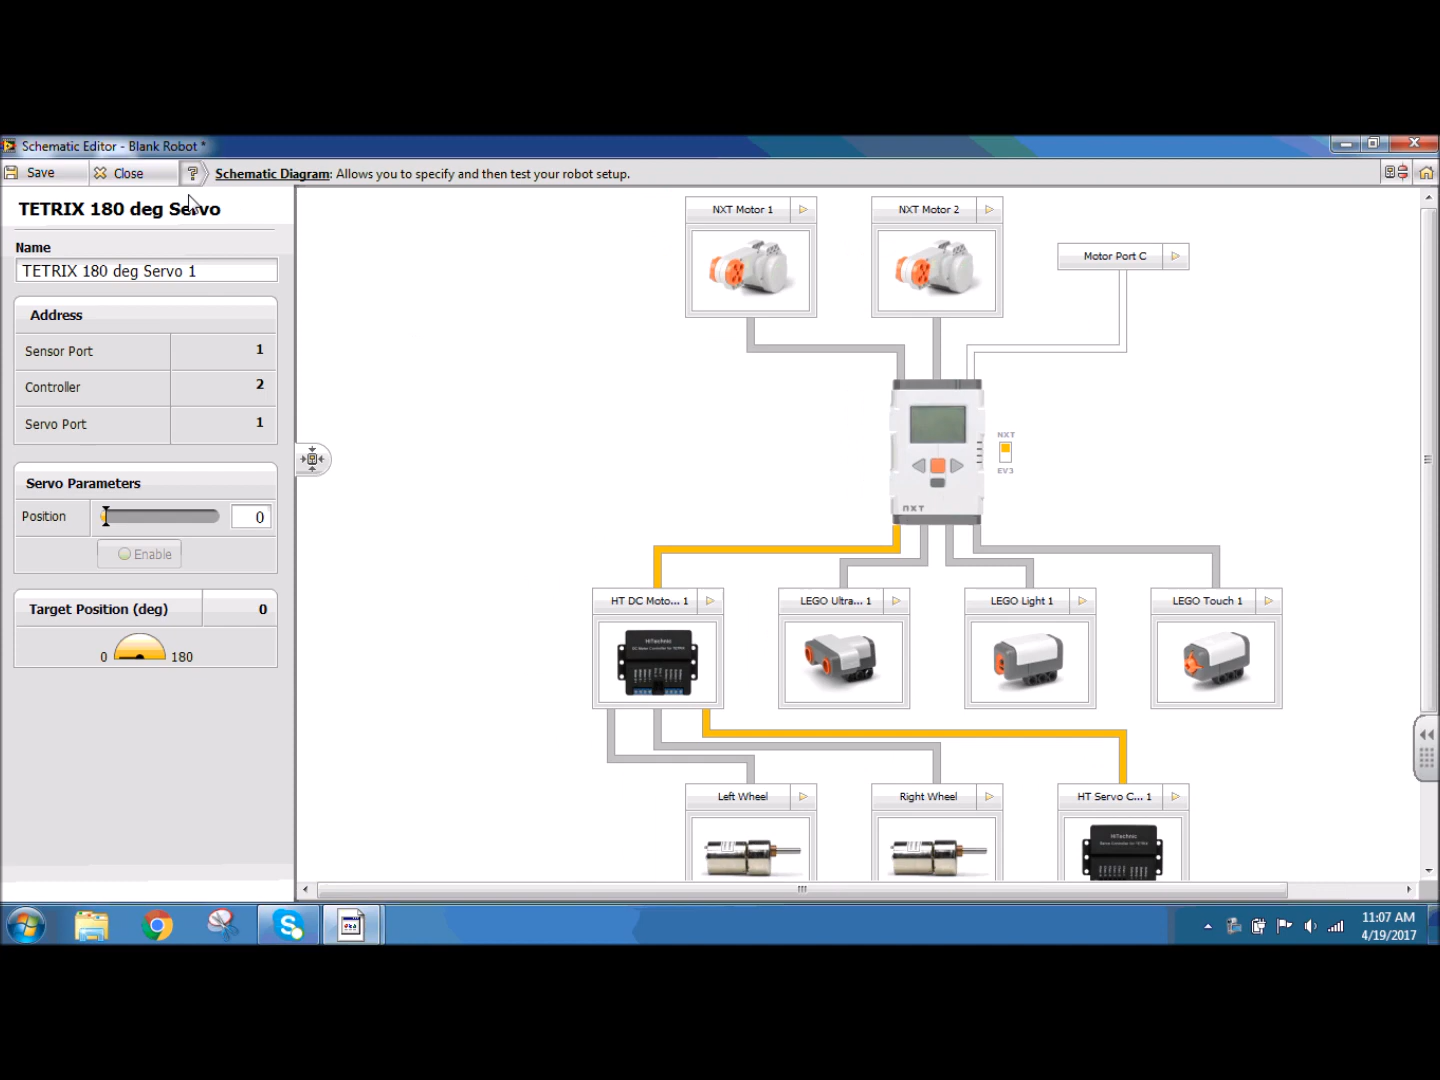 Schematic Editor - Blank Robot *
Save Close ? Schematic Diagram: Allows you to specify and then test your robot setup.
TETRIX 180 deg Servo
Name
TETRIX 180 deg Servo 1
Address
Sensor Port 1
Controller 2
Servo Port 1
Servo Parameters
Position 0
Enable
Target Position (deg) 0
0 180
NXT Motor 1
NXT Motor 2
Motor Port C
NXT
EV3
NXT
HT DC Moto... 1
LEGO Ultra... 1
LEGO Light 1
LEGO Touch 1
HiTechnic
Left Wheel
Right Wheel
HT Servo C... 1
HiTechnic
11:07 AM
4/19/2017